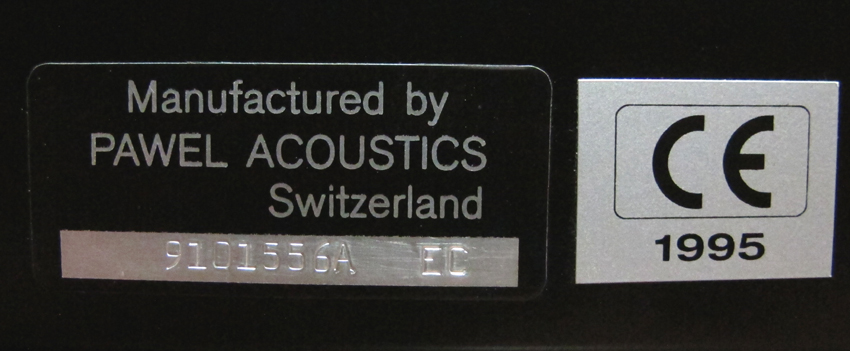 Manufactured by
PAWEL ACOUSTICS
Switzerland
9101556A EC
CE
1995